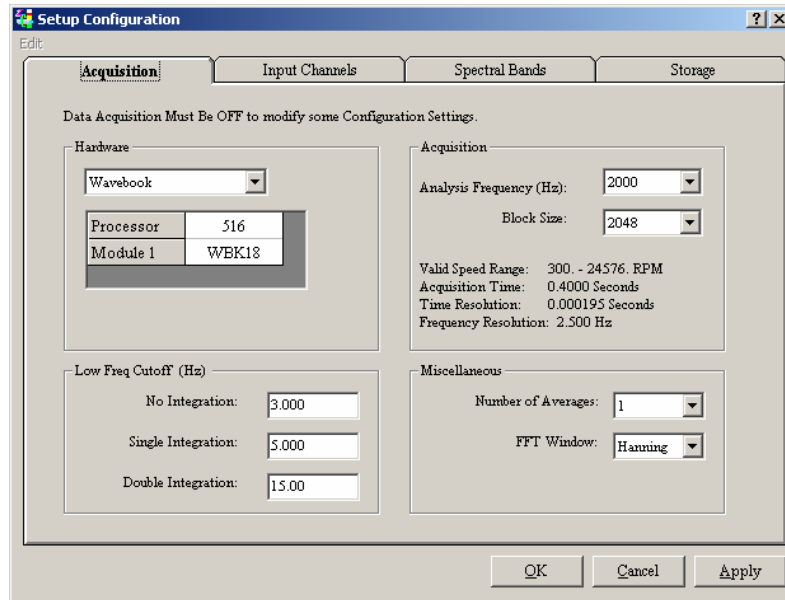 Setup Configuration
Edit
Acquisition Input Channels Spectral Bands Storage
Data Acquisition Must Be OFF to modify some Configuration Settings.
Hardware
Wavebook
Processor 516
Module 1 WBK18
Acquisition
Analysis Frequency (Hz): 2000
Block Size: 2048
Valid Speed Range: 300. - 24576. RPM
Acquisition Time: 0.4000 Seconds
Time Resolution: 0.000195 Seconds
Frequency Resolution: 2.500 Hz
Low Freq Cutoff (Hz)
No Integration: 3.000
Single Integration: 5.000
Double Integration: 15.00
Miscellaneous
Number of Averages: 1
FFT Window: Hanning
OK Cancel Apply